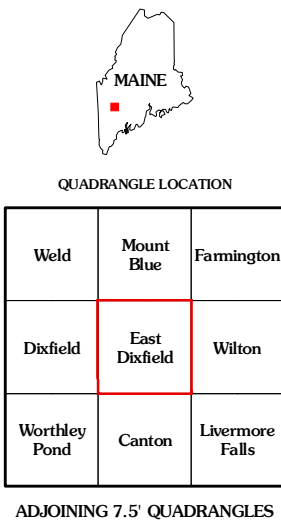 MAINE
QUADRANGLE LOCATION
Weld
Mount
Blue
Farmington
Dixfield
East
Dixfield
Wilton
Worthley
Pond
Canton
Livermore
Falls
ADJOINING 7.5' QUADRANGLES